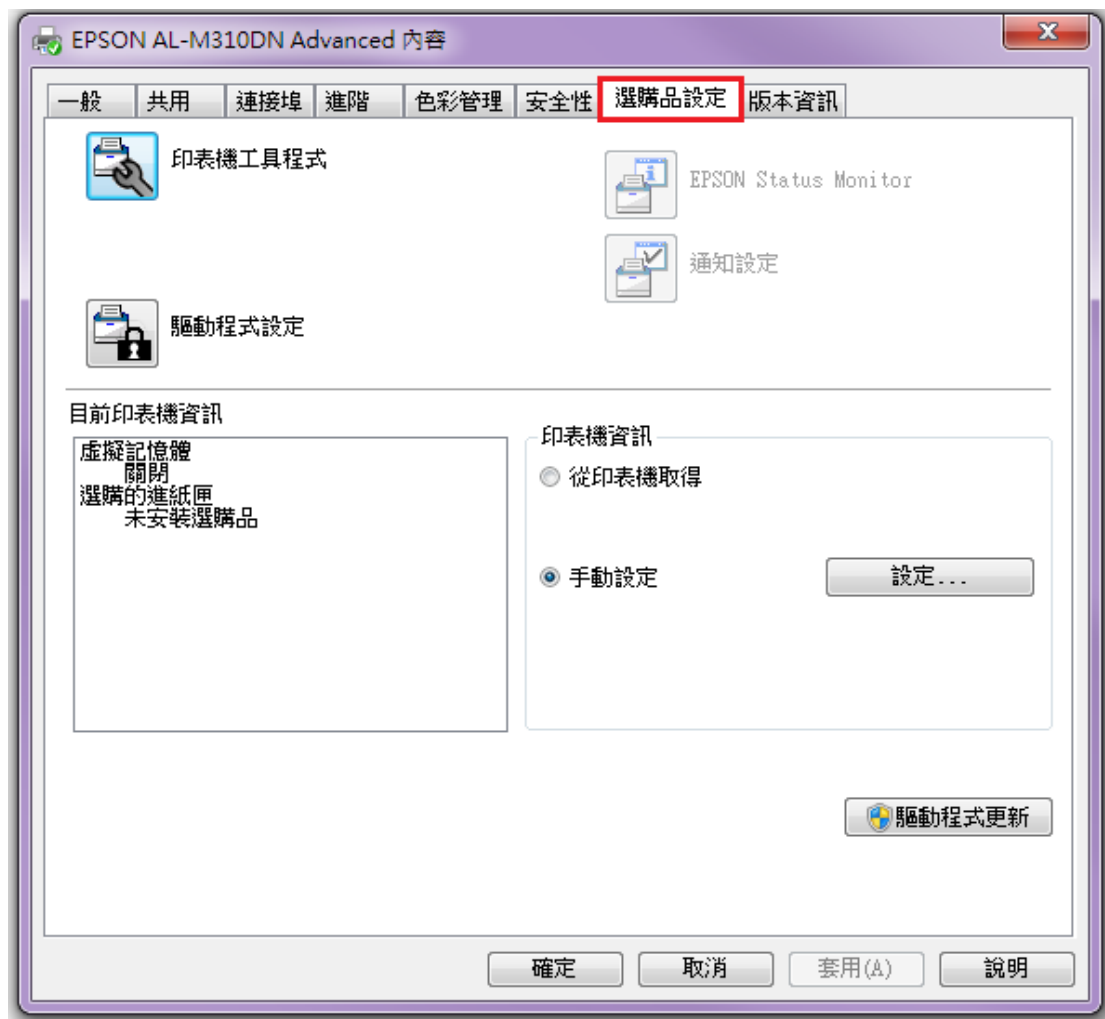 EPSON AL-M310DN Advanced 內容
X
一般 共用 連接埠 進階 色彩管理 安全性 選購品設定 版本資訊
印表機工具程式
EPSON Status Monitor
通知設定
驅動程式設定
目前印表機資訊
虛擬記憶體
關閉
選購的進紙匣
未安裝選購品
印表機資訊
從印表機取得
手動設定
設定...
驅動程式更新
確定 取消 套用(A) 說明